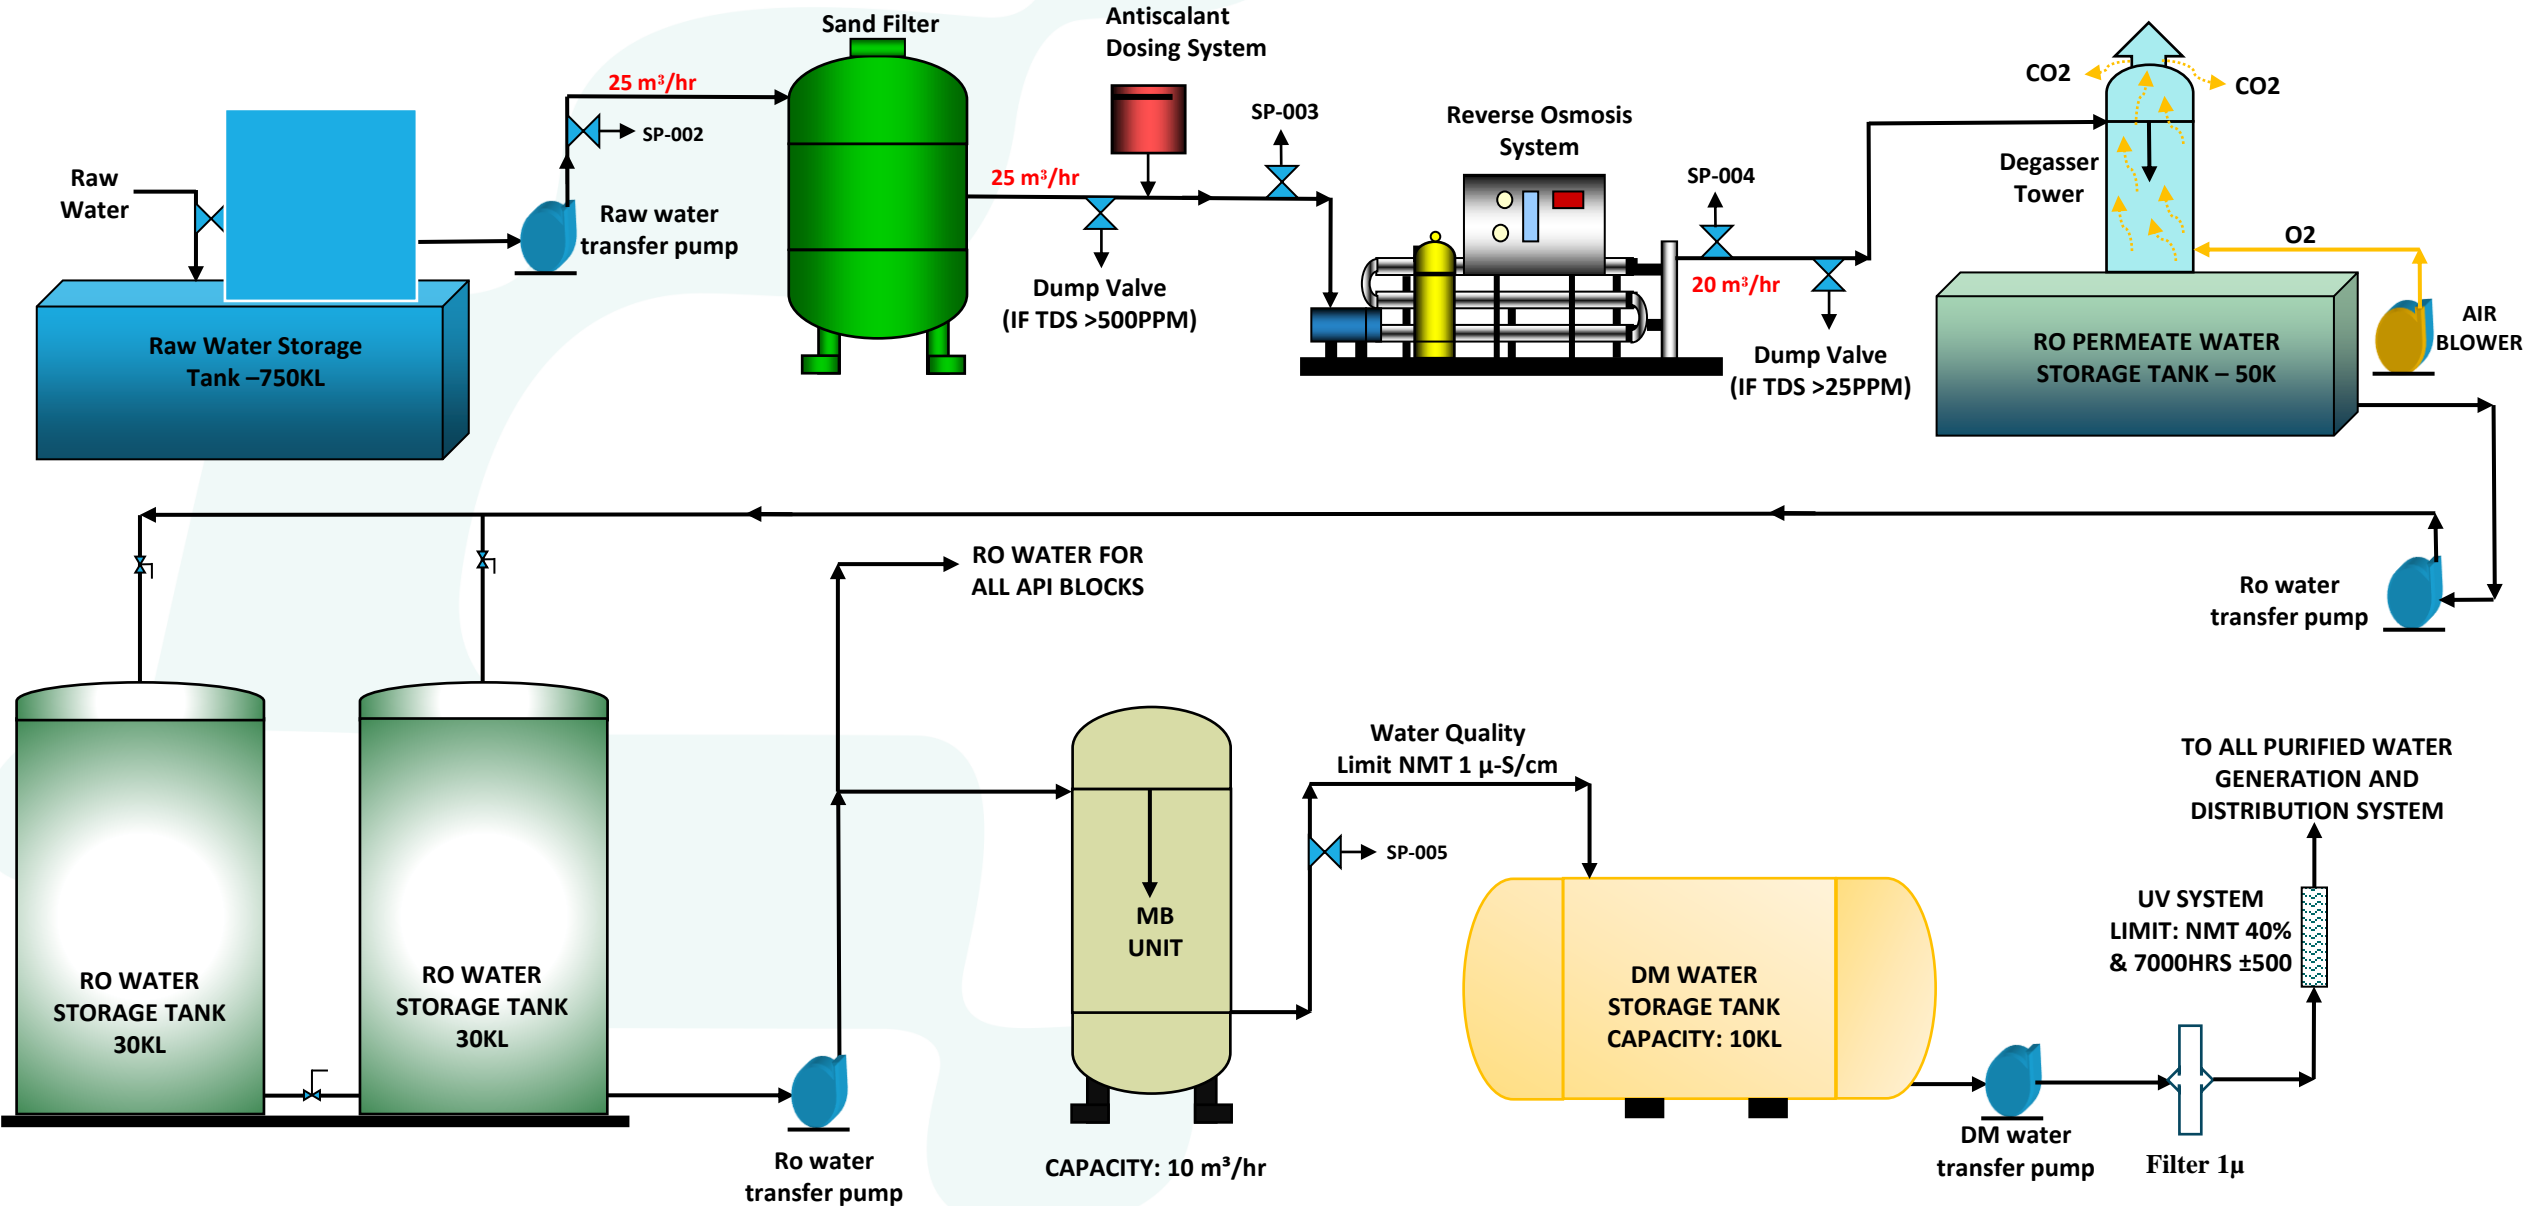 Sand Filter
Antiscalant
Dosing System
25 m³/hr
SP-002
Raw
Water
Raw water
transfer pump
Raw Water Storage
Tank –750KL
25 m³/hr
Dump Valve
(IF TDS >500PPM)
SP-003
Reverse Osmosis
System
SP-004
20 m³/hr
Dump Valve
(IF TDS >25PPM)
CO2
CO2
Degasser
Tower
O2
AIR
BLOWER
RO PERMEATE WATER
STORAGE TANK – 50K
RO WATER FOR
ALL API BLOCKS
Ro water
transfer pump
RO WATER
STORAGE TANK
30KL
RO WATER
STORAGE TANK
30KL
Ro water
transfer pump
MB
UNIT
CAPACITY: 10 m³/hr
Water Quality
Limit NMT 1 µ-S/cm
SP-005
DM WATER
STORAGE TANK
CAPACITY: 10KL
DM water
transfer pump
Filter 1µ
UV SYSTEM
LIMIT: NMT 40%
& 7000HRS ±500
TO ALL PURIFIED WATER
GENERATION AND
DISTRIBUTION SYSTEM